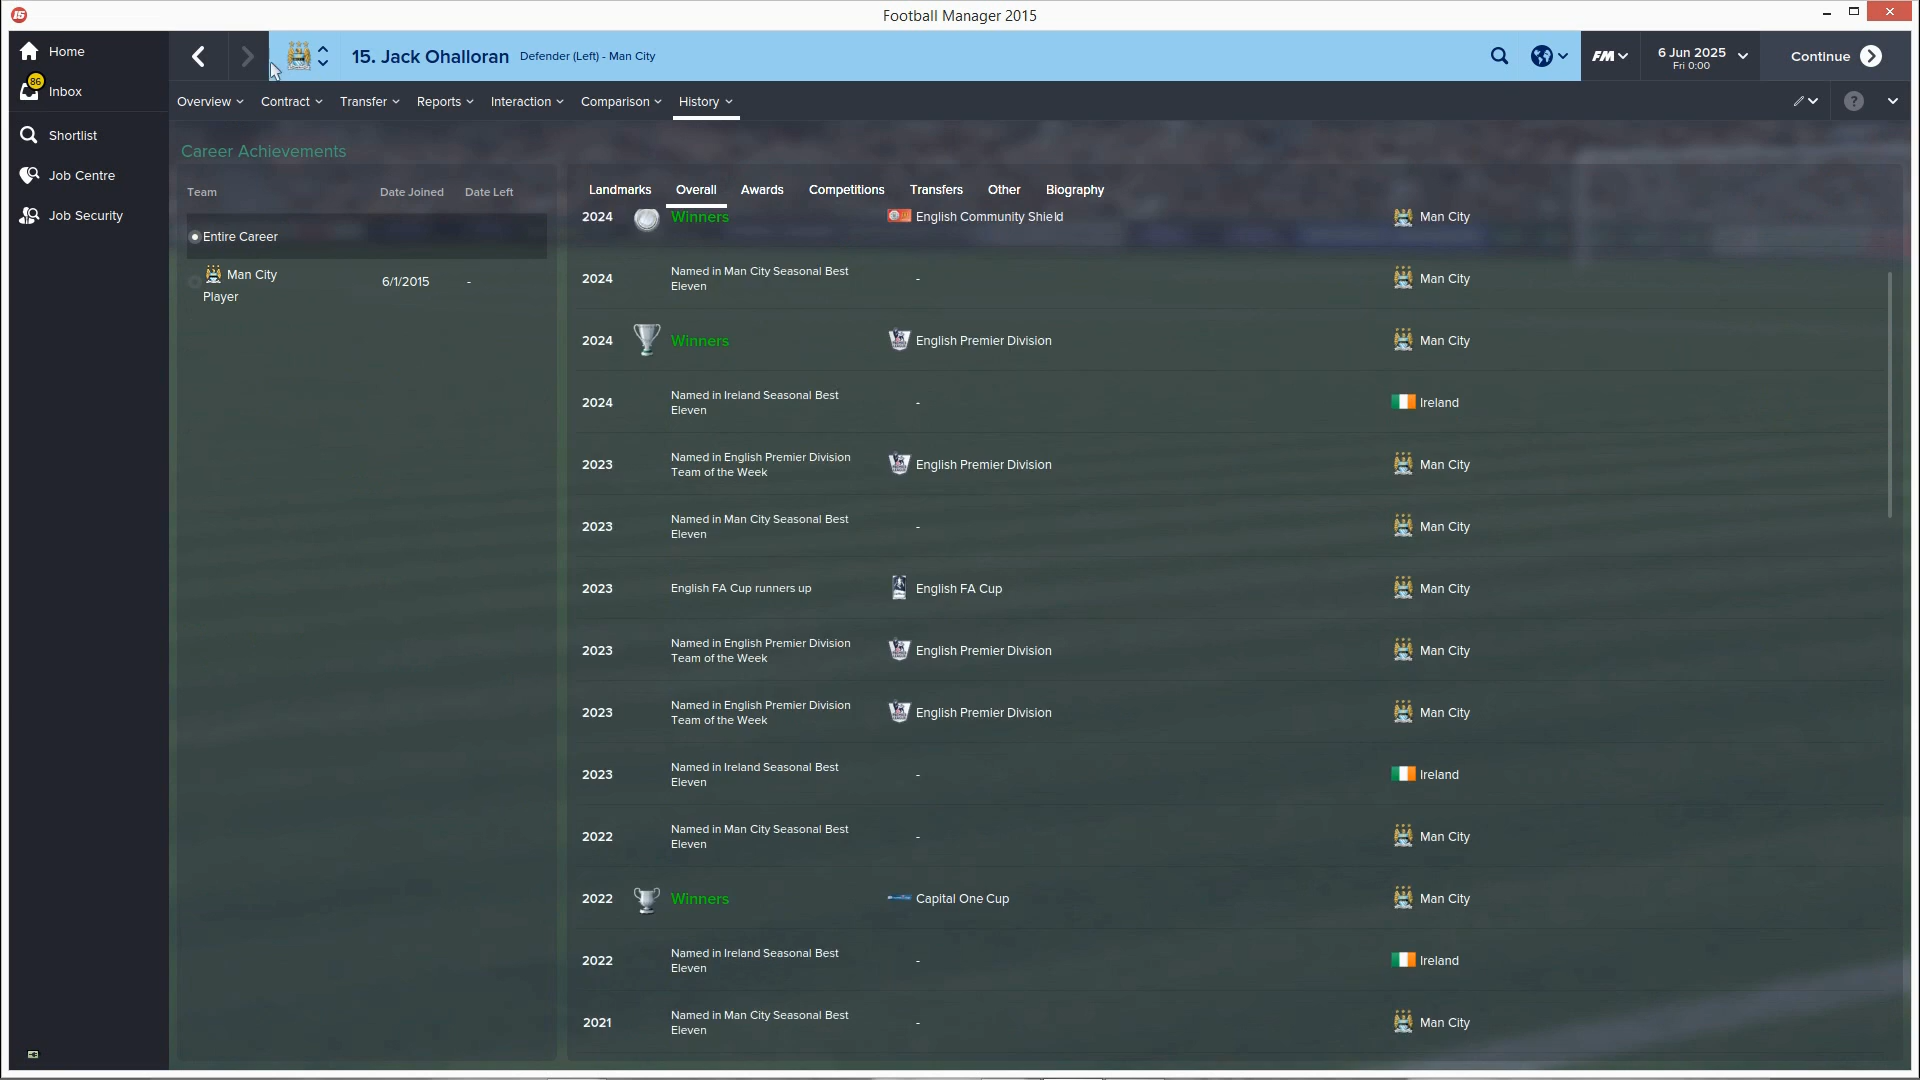 Football Manager 2015
Home
86
Inbox
Shortlist
Job Centre
Job Security
15. Jack Ohalloran Defender (Left) - Man City
FM
6 Jun 2025
Fri 0:00
Continue
Overview Contract Transfer Reports Interaction Comparison History
?
Career Achievements
Team Date Joined Date Left
Entire Career
Man City 6/1/2015 -
Player
Landmarks Overall Awards Competitions Transfers Other Biography
2024 Winners English Community Shield Man City
2024 Named in Man City Seasonal Best - Man City
Eleven
2024 Winners English Premier Division Man City
2024 Named in Ireland Seasonal Best - Ireland
Eleven
2023 Named in English Premier Division English Premier Division Man City
Team of the Week
2023 Named in Man City Seasonal Best - Man City
Eleven
2023 English FA Cup runners up English FA Cup Man City
2023 Named in English Premier Division English Premier Division Man City
Team of the Week
2023 Named in English Premier Division English Premier Division Man City
Team of the Week
2023 Named in Ireland Seasonal Best - Ireland
Eleven
2022 Named in Man City Seasonal Best - Man City
Eleven
2022 Winners Capital One Cup Man City
2022 Named in Ireland Seasonal Best - Ireland
Eleven
2021 Named in Man City Seasonal Best - Man City
Eleven